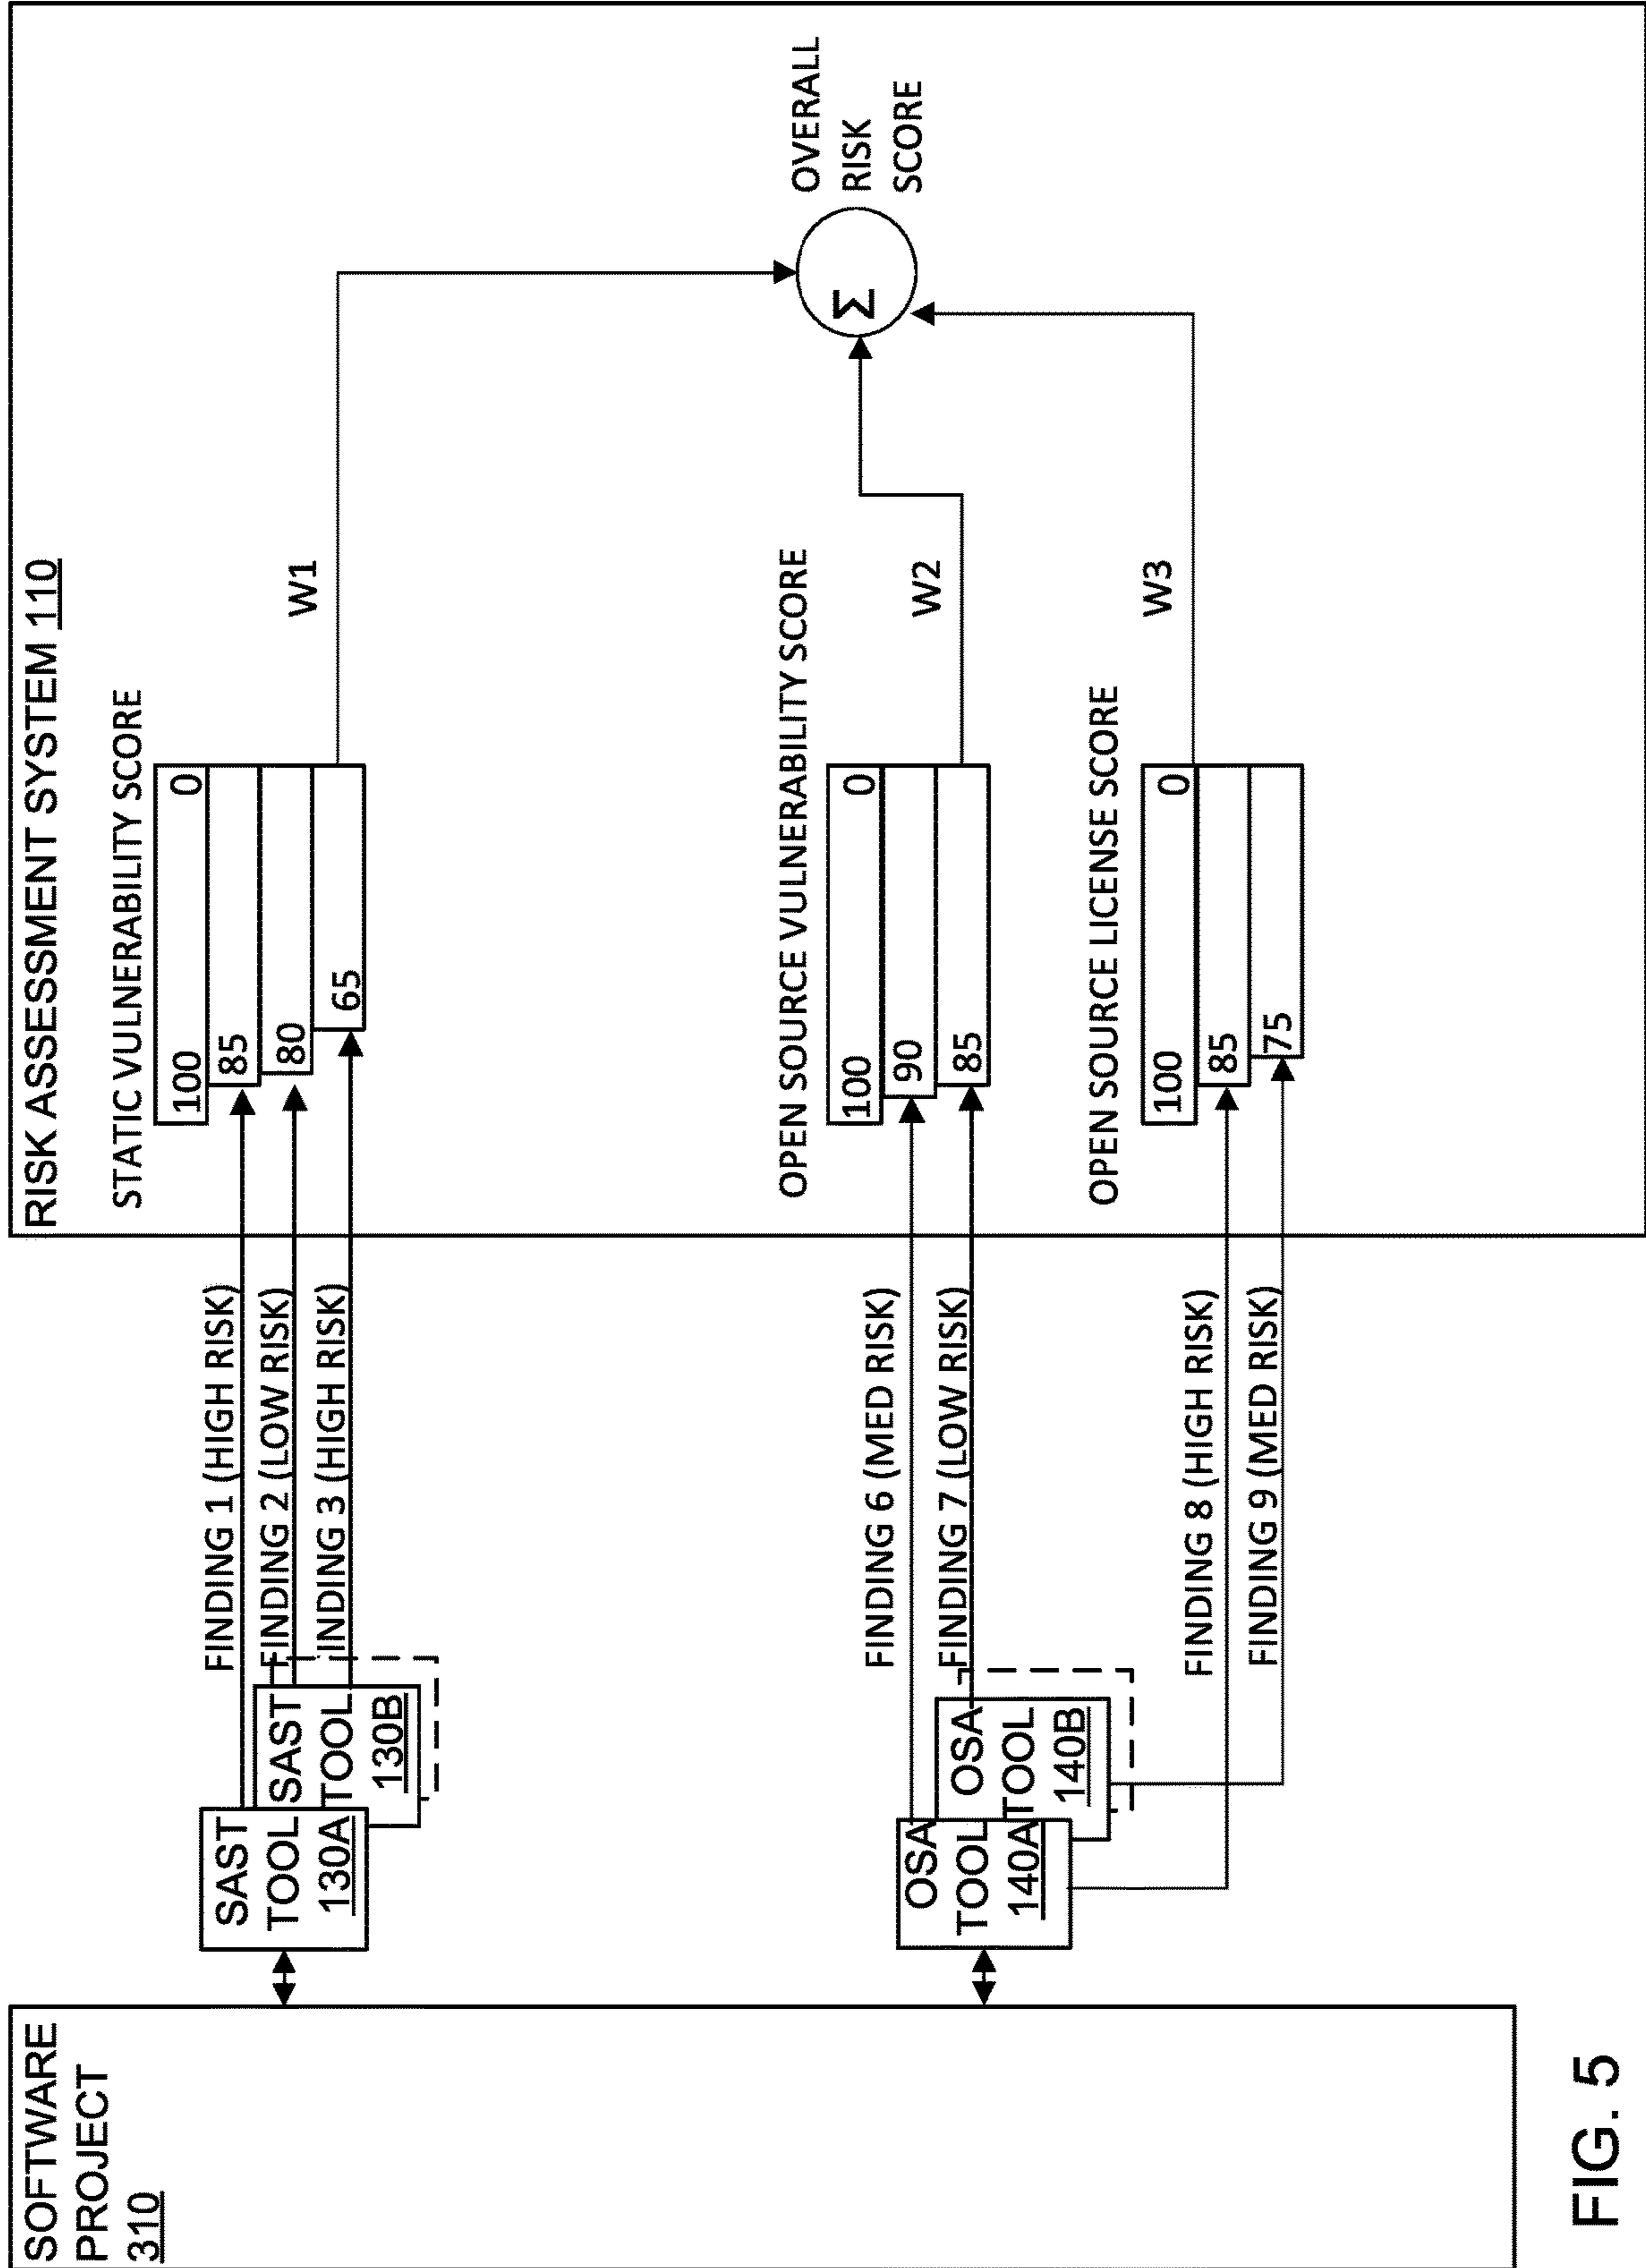 SOFTWARE
PROJECT
310
SAST
TOOL
130A
SAST
TOOL
130B
FINDING 1 (HIGH RISK)
FINDING 2 (LOW RISK)
INDING 3 (HIGH RISK)
OSA
TOOL
140A
OSA
TOOL
140B
FINDING 6 (MED RISK)
FINDING 7 (LOW RISK)
FINDING 8 (HIGH RISK)
FINDING 9 (MED RISK)
RISK ASSESSMENT SYSTEM 110
STATIC VULNERABILITY SCORE
100 0
85
80
65
W1
OPEN SOURCE VULNERABILITY SCORE
100 0
90
85
W2
OPEN SOURCE LICENSE SCORE
100 0
85
75
W3
Σ
OVERALL
RISK
SCORE
FIG. 5